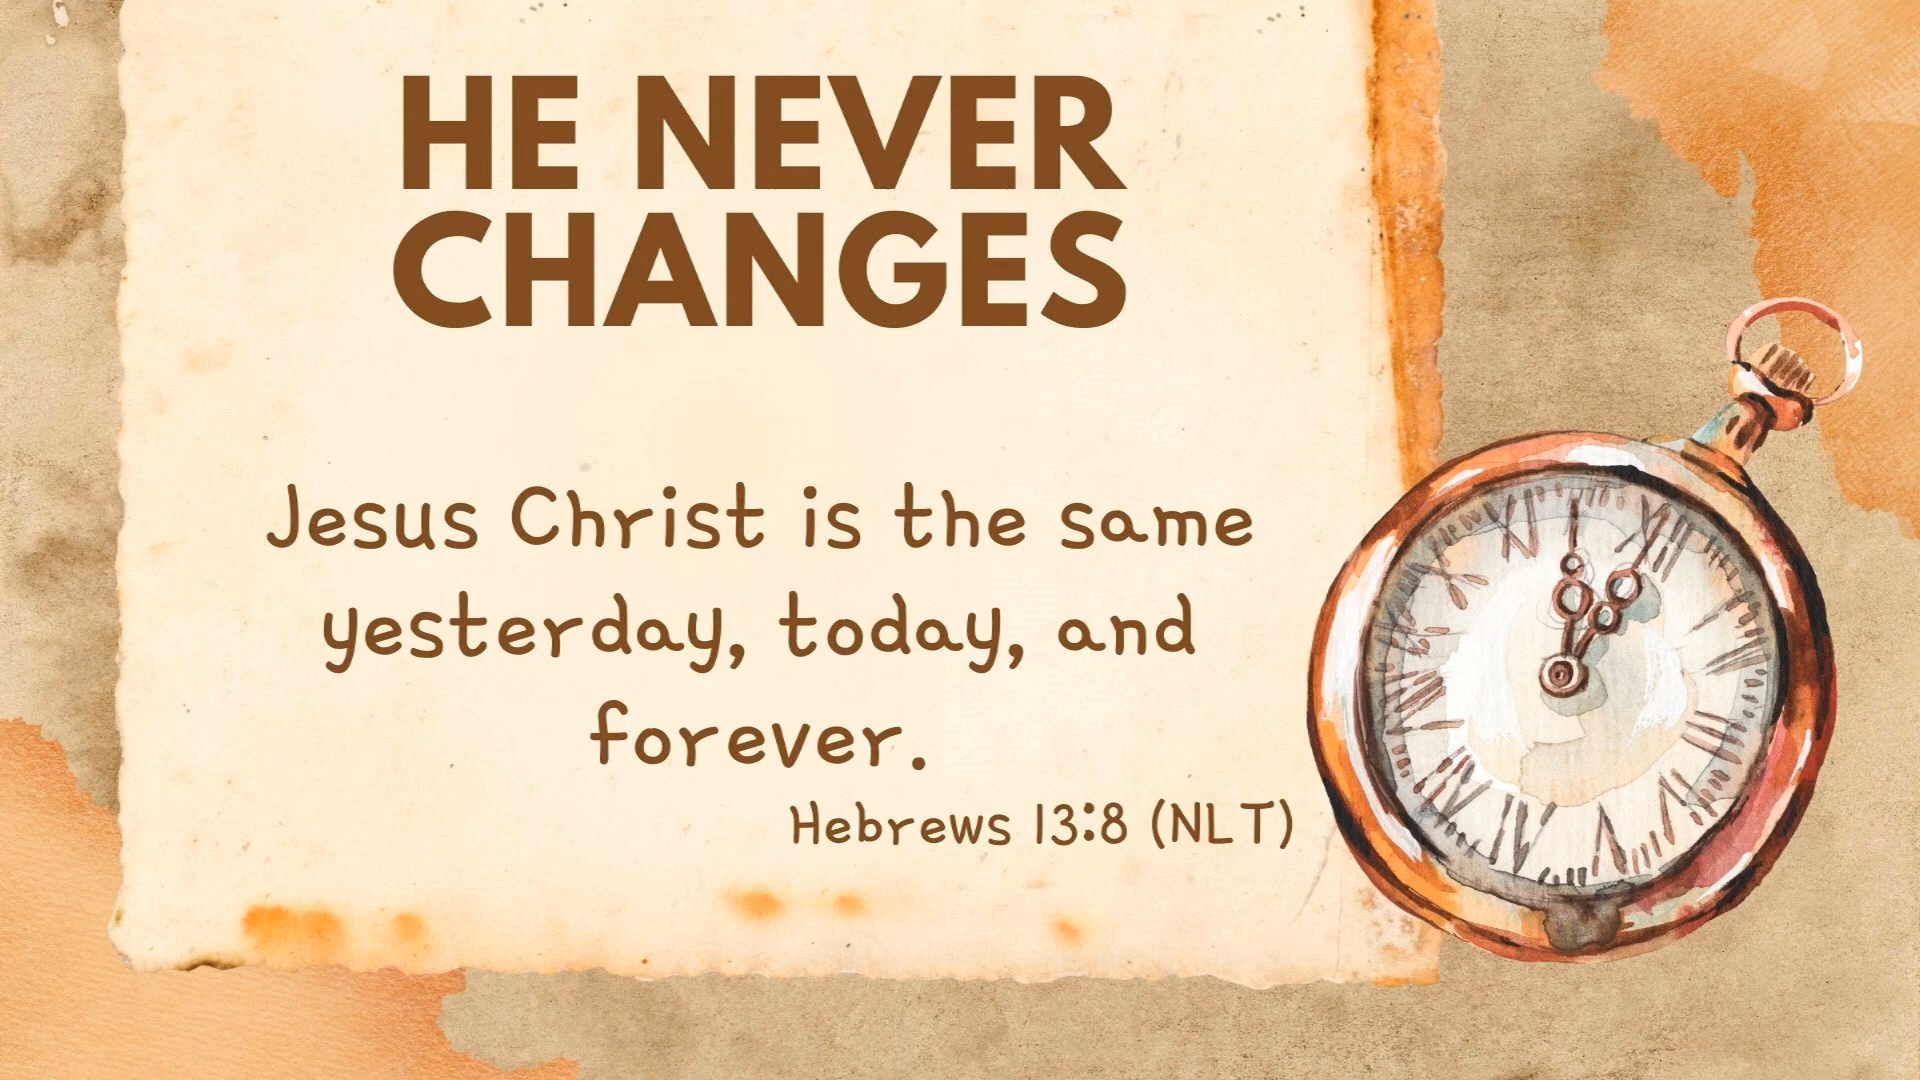 HE NEVER
CHANGES
Jesus Christ is the same
yesterday, today, and
forever.
Hebrews 13:8 (NLT)